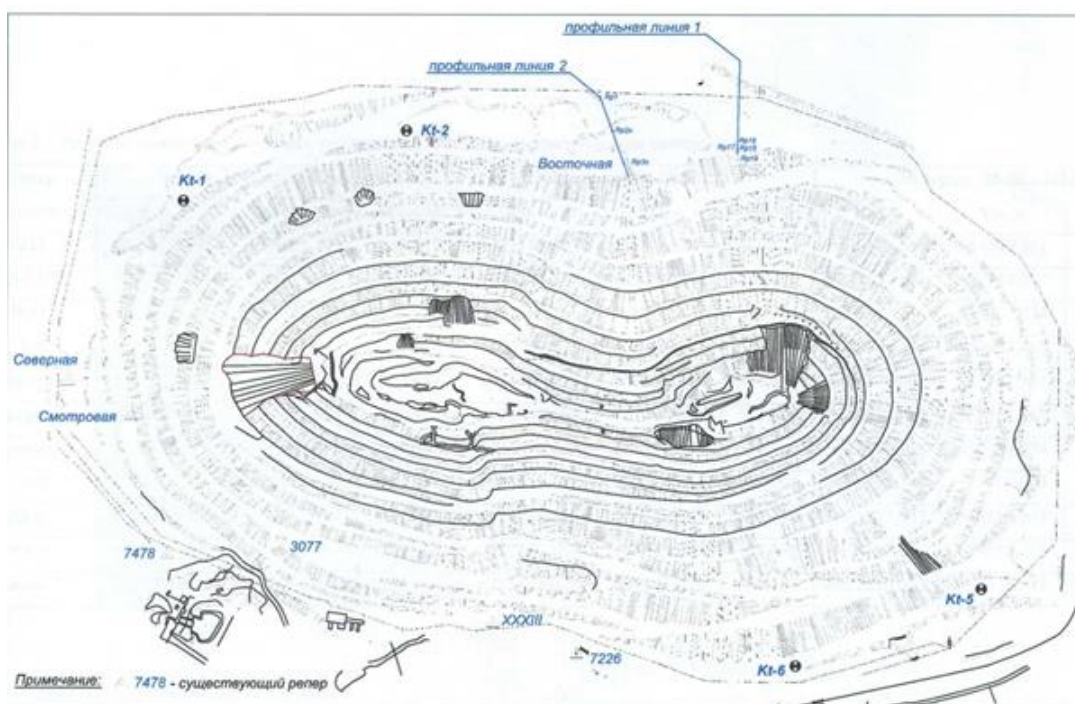 профильная линия 1
профильная линия 2
Kt-2
Восточная
Kt-1
Северная
Смотровая
7478
3077
XXXIII
7226
Kt-5
Kt-6
Примечание: 7478 - существующий репер